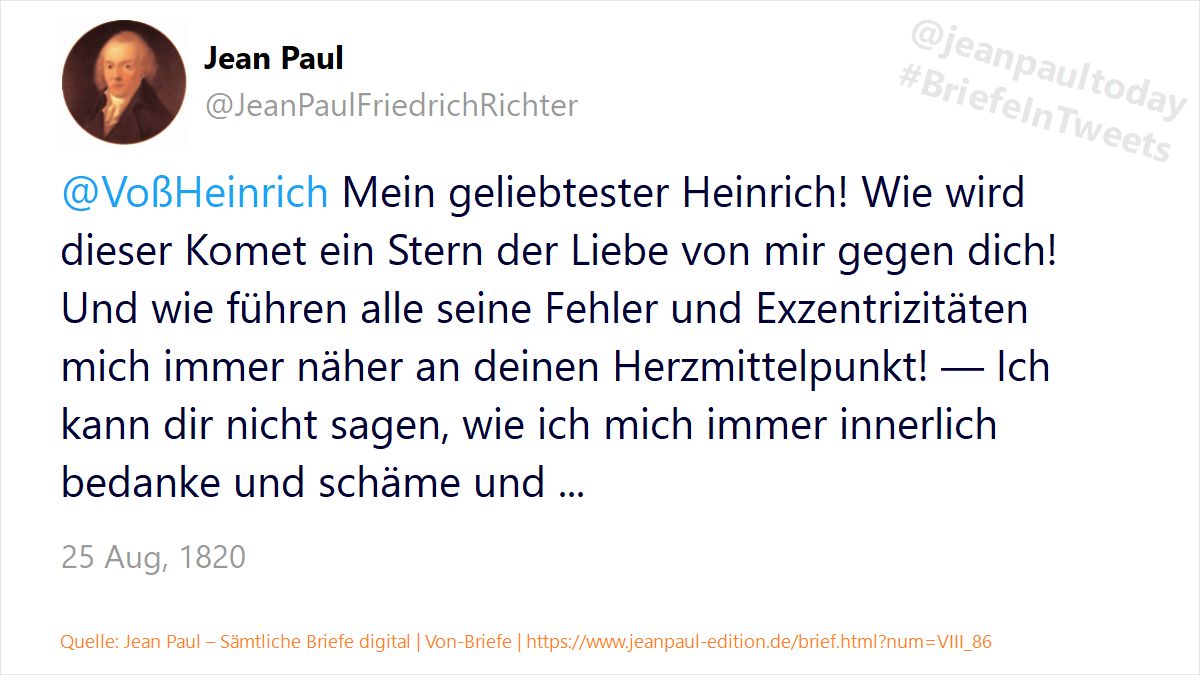 Jean Paul
@JeanPaulFriedrichRichter
@jeanpaultoday
#BriefeInTweets
@VoßHeinrich Mein geliebtester Heinrich! Wie wird
dieser Komet ein Stern der Liebe von mir gegen dich!
Und wie führen alle seine Fehler und Exzentrizitäten
mich immer näher an deinen Herzmittelpunkt! — Ich
kann dir nicht sagen, wie ich mich immer innerlich
bedanke und schäme und ...
25 Aug, 1820
Quelle: Jean Paul – Sämtliche Briefe digital | Von-Briefe | https://www.jeanpaul-edition.de/brief.html?num=VIII_86